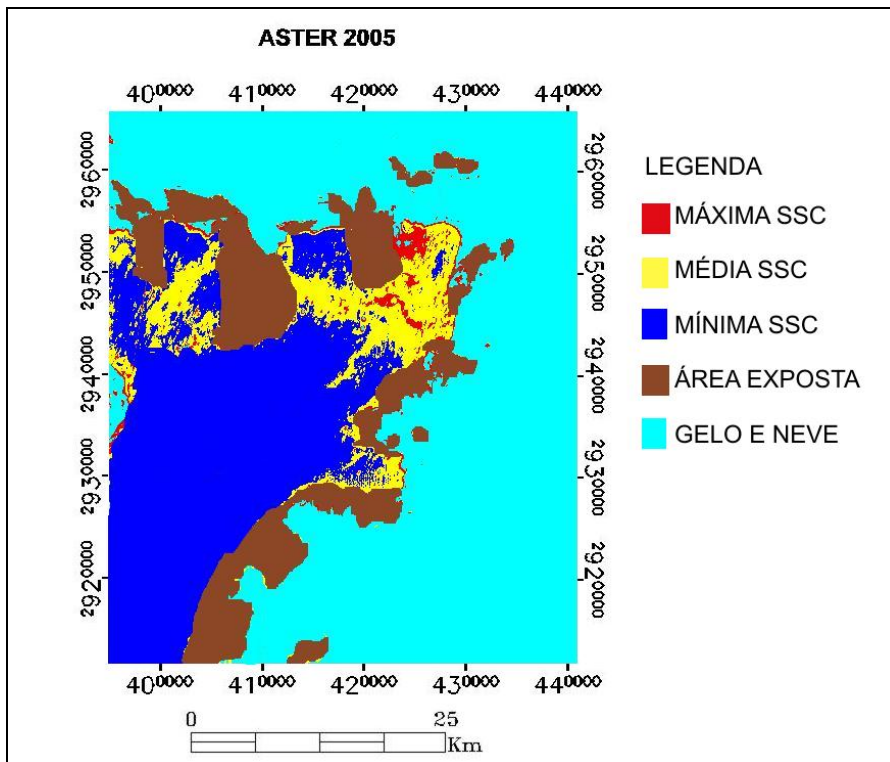 ASTER 2005
400000 410000 420000 430000 440000
2960000 2960000
2950000 2950000
2940000 2940000
2930000 2930000
2920000 2920000
400000 410000 420000 430000 440000
0 25
Km
LEGENDA
MÁXIMA SSC
MÉDIA SSC
MÍNIMA SSC
ÁREA EXPOSTA
GELO E NEVE